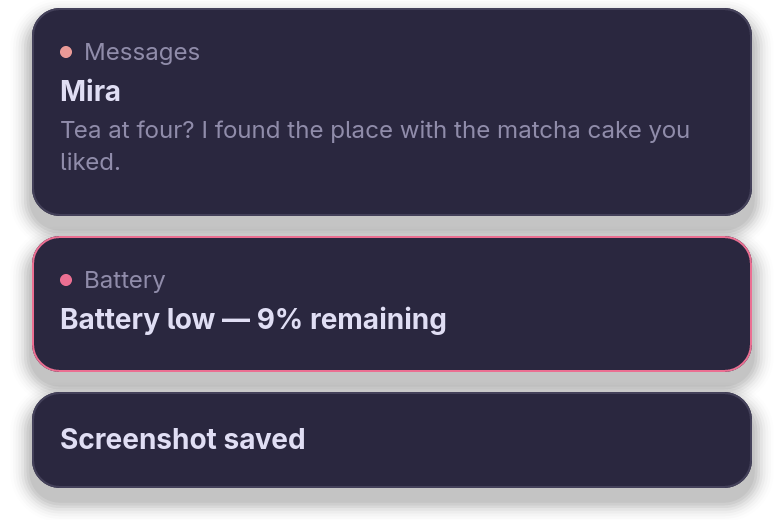 Messages
Mira
Tea at four? I found the place with the matcha cake you
liked.
Battery
Battery low — 9% remaining
Screenshot saved